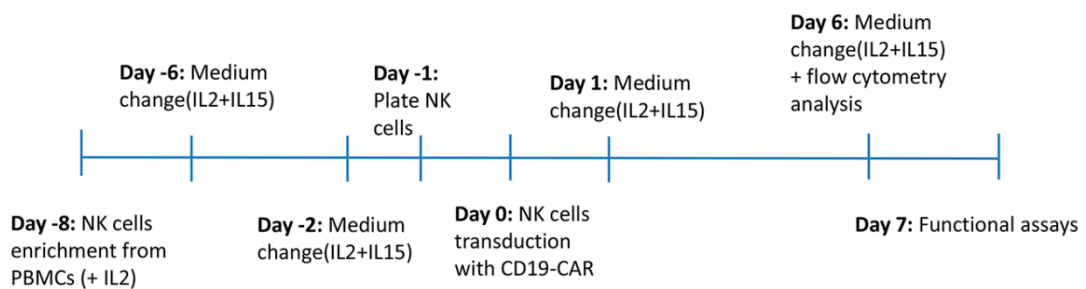 Day -8: NK cells
enrichment from
PBMCs (+ IL2)
Day -6: Medium
change(IL2+IL15)
Day -2: Medium
change(IL2+IL15)
Day -1:
Plate NK
cells
Day 0: NK cells
transduction
with CD19-CAR
Day 1: Medium
change(IL2+IL15)
Day 6: Medium
change(IL2+IL15)
+ flow cytometry
analysis
Day 7: Functional assays